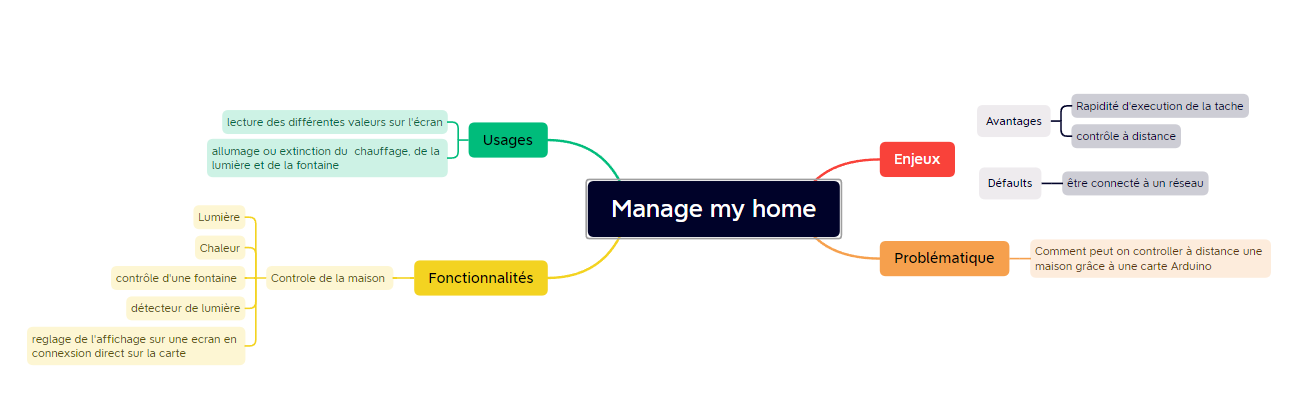 Manage my home
Usages
lecture des différentes valeurs sur l'écran
allumage ou extinction du chauffage, de la
lumière et de la fontaine
Fonctionnalités
Controle de la maison
Lumière
Chaleur
contrôle d'une fontaine
détecteur de lumière
reglage de l'affichage sur une ecran en
connexsion direct sur la carte
Enjeux
Avantages
Rapidité d'execution de la tache
contrôle à distance
Défaults
être connecté à un réseau
Problématique
Comment peut on controller à distance une
maison grâce à une carte Arduino